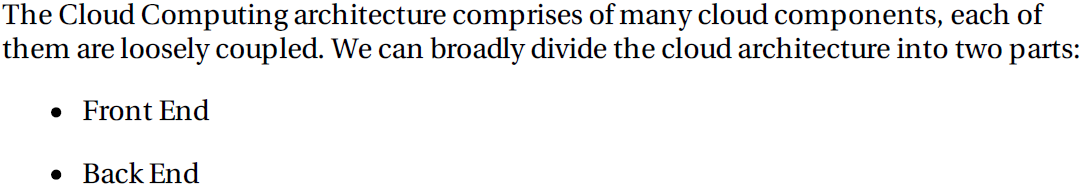 The Cloud Computing architecture comprises of many cloud components, each of
them are loosely coupled. We can broadly divide the cloud architecture into two parts:
• Front End
• Back End